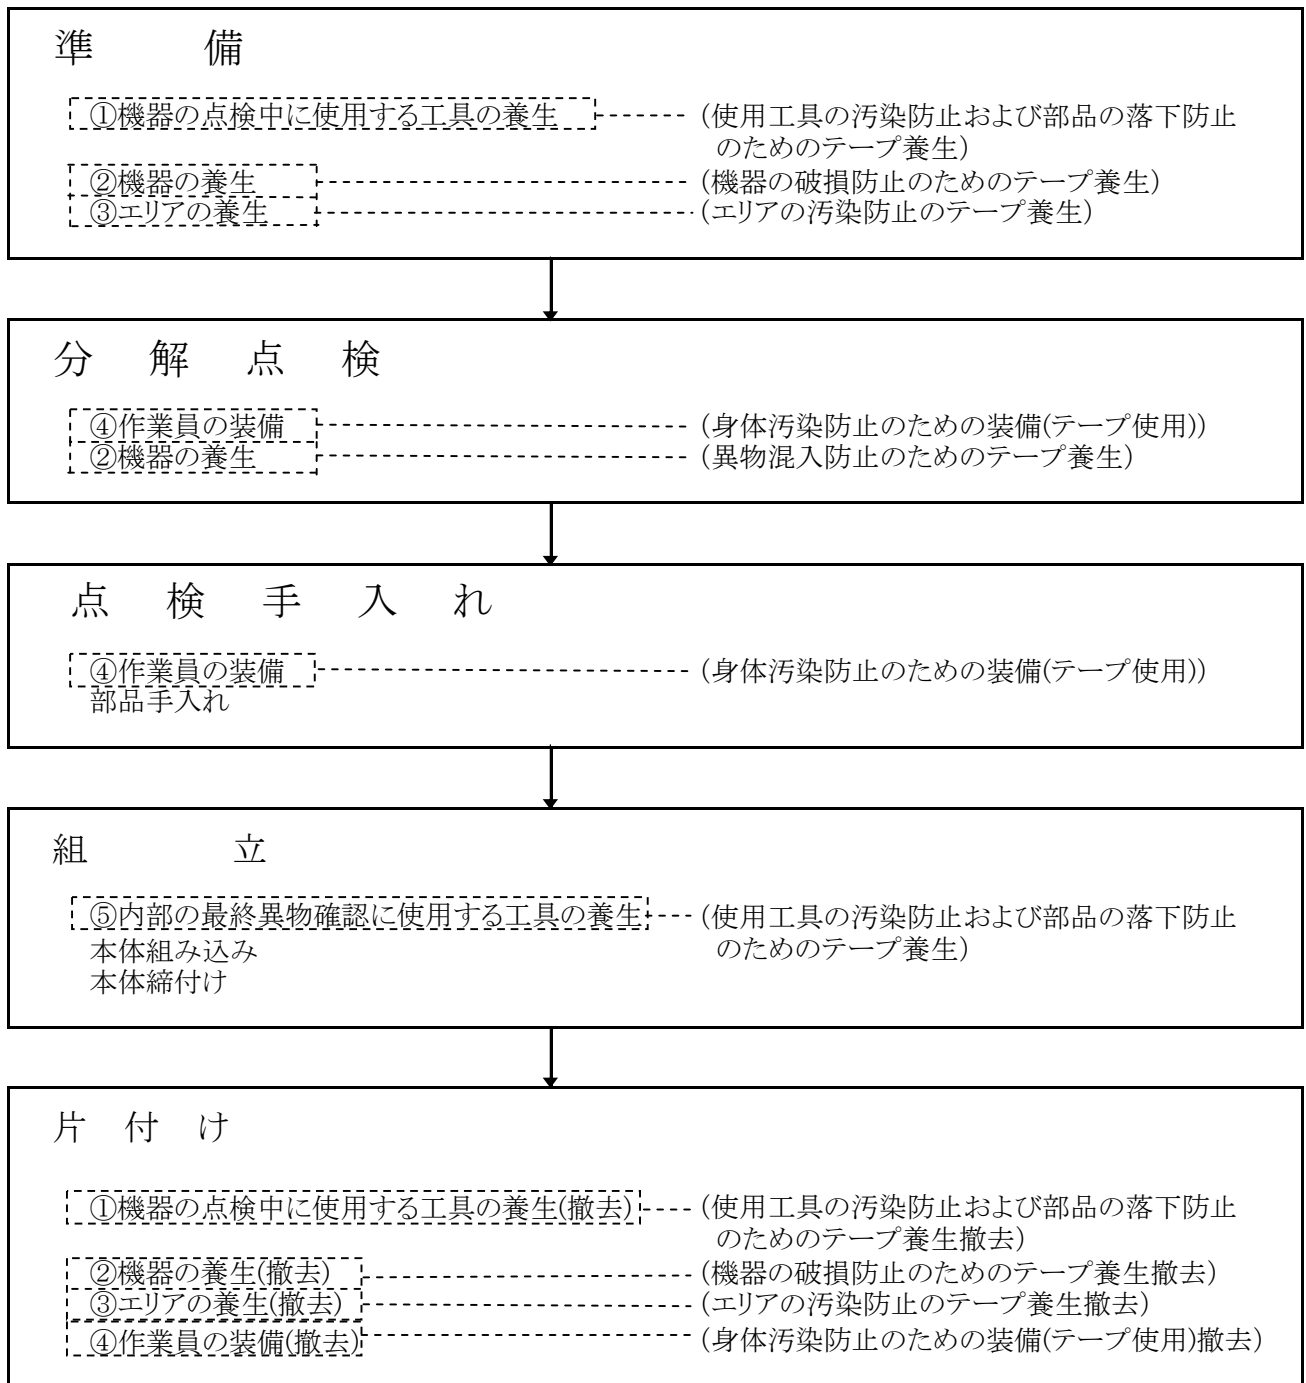 準備
①機器の点検中に使用する工具の養生 (使用工具の汚染防止および部品の落下防止
のためのテープ養生)
②機器の養生 (機器の破損防止のためのテープ養生)
③エリアの養生 (エリアの汚染防止のテープ養生)
分解点検
④作業員の装備 (身体汚染防止のための装備(テープ使用))
②機器の養生 (異物混入防止のためのテープ養生)
点検手入れ
④作業員の装備 (身体汚染防止のための装備(テープ使用))
部品手入れ
組立
⑤内部の最終異物確認に使用する工具の養生 (使用工具の汚染防止および部品の落下防止
本体組み込み のためのテープ養生)
本体締付け
片付け
①機器の点検中に使用する工具の養生(撤去) (使用工具の汚染防止および部品の落下防止
のためのテープ養生撤去)
②機器の養生(撤去) (機器の破損防止のためのテープ養生撤去)
③エリアの養生(撤去) (エリアの汚染防止のテープ養生撤去)
④作業員の装備(撤去) (身体汚染防止のための装備(テープ使用)撤去)